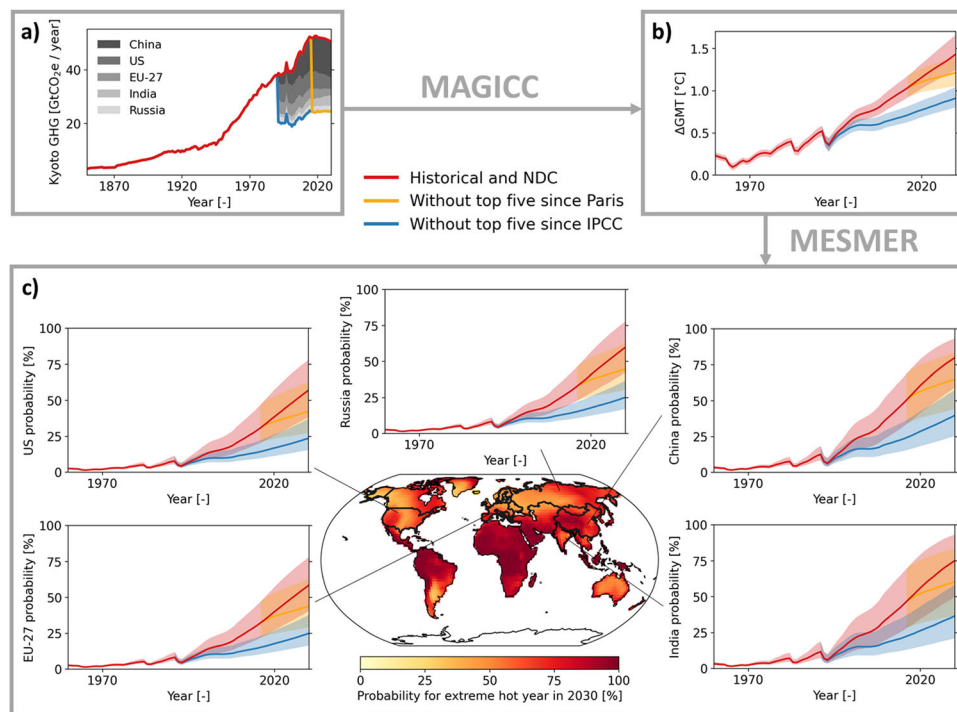 a)
Kyoto GHG [GtCO₂e / year]
40
20
China
US
EU-27
India
Russia
1870 1920 1970 2020
Year [-]
MAGICC
b)
ΔGMT [°C]
1.5
1.0
0.5
0.0
1970 2020
Year [-]
Historical and NDC
Without top five since Paris
Without top five since IPCC
MESMER
c)
US probability [%]
100
75
50
25
0
1970 2020
Year [-]
Russia probability [%]
100
75
50
25
0
1970 2020
Year [-]
China probability [%]
100
75
50
25
0
1970 2020
Year [-]
EU-27 probability [%]
100
75
50
25
0
1970 2020
Year [-]
India probability [%]
100
75
50
25
0
1970 2020
Year [-]
0 25 50 75 100
Probability for extreme hot year in 2030 [%]